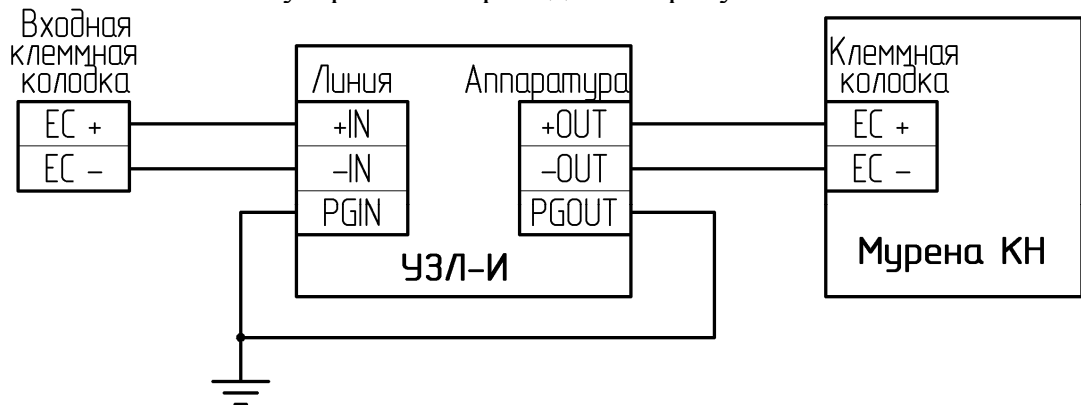 Входная
клеммная
колодка
EC +
EC –
Линия
+IN
–IN
PGIN
Аппаратура
+OUT
–OUT
PGOUT
УЗЛ–И
Клеммная
колодка
EC +
EC –
Мурена КН